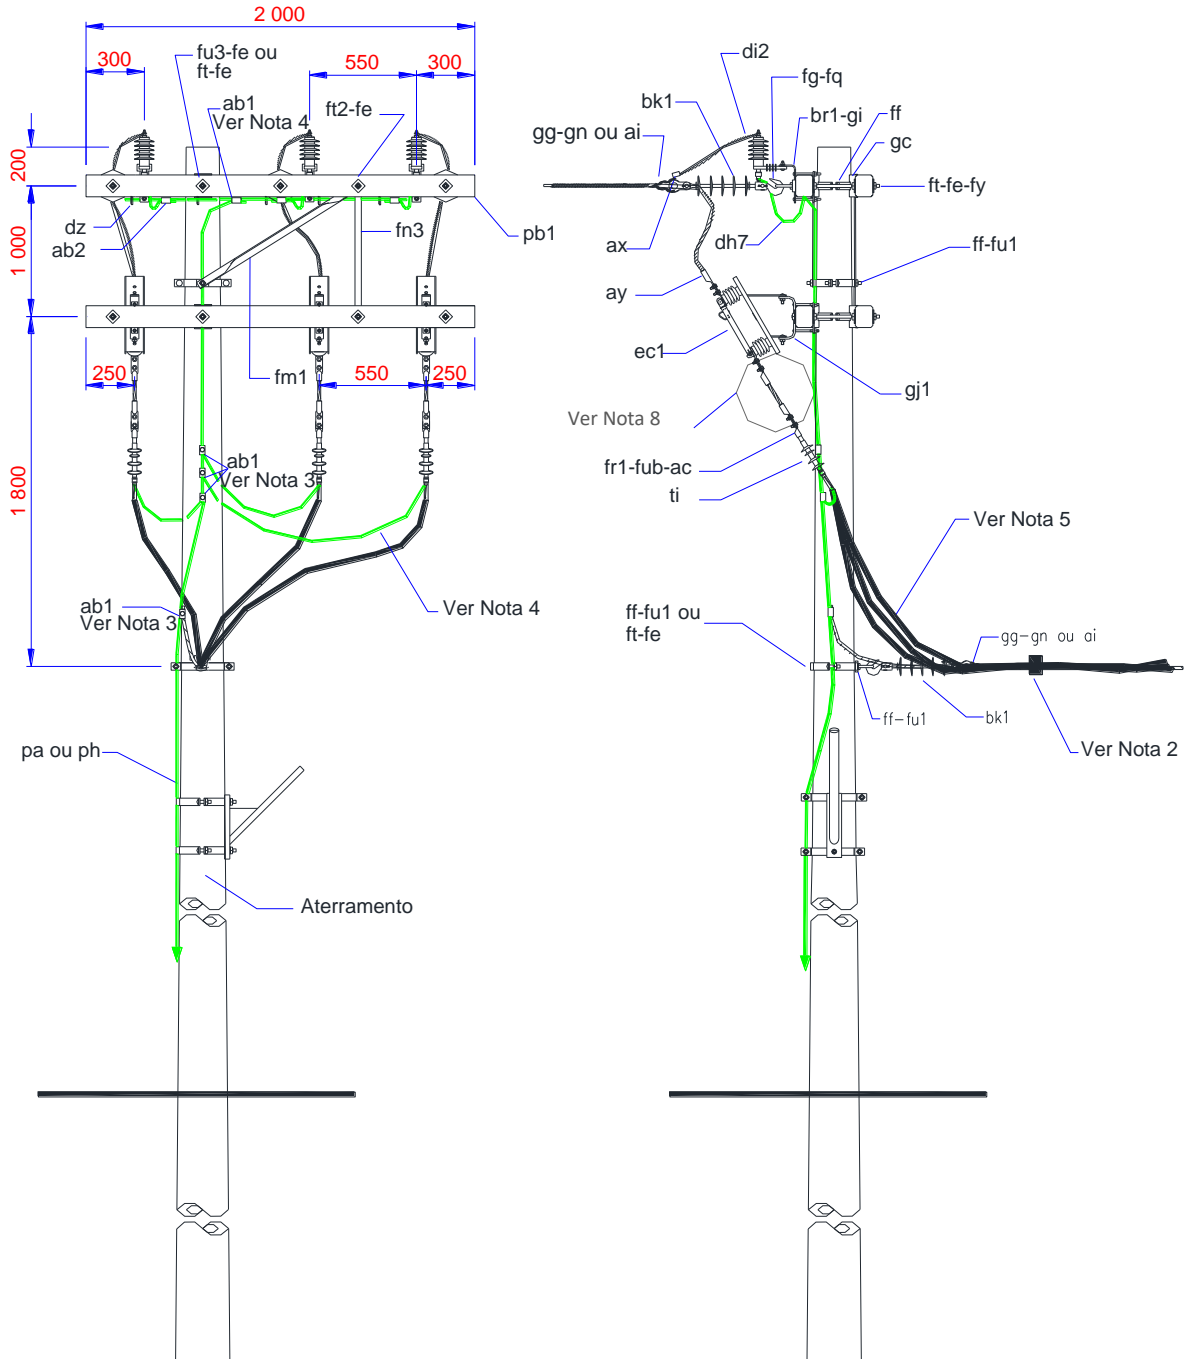 2 000
300
fu3-fe ou
ft-fe
550
300
ab1
Ver Nota 4
ft2-fe
200
dz
ab2
1 000
fn3
pb1
250
fm1
550
250
1 800
ab1
Ver Nota 3
ab1
Ver Nota 3
Ver Nota 4
pa ou ph
Aterramento
di2
fg-fq
bk1
br1-gi
ff
gc
gg-gn ou ai
ft-fe-fy
ax
dh7
ff-fu1
ay
ec1
gj1
Ver Nota 8
fr1-fub-ac
ti
Ver Nota 5
ff-fu1 ou
ft-fe
gg-gn ou ai
ff-fu1
bk1
Ver Nota 2